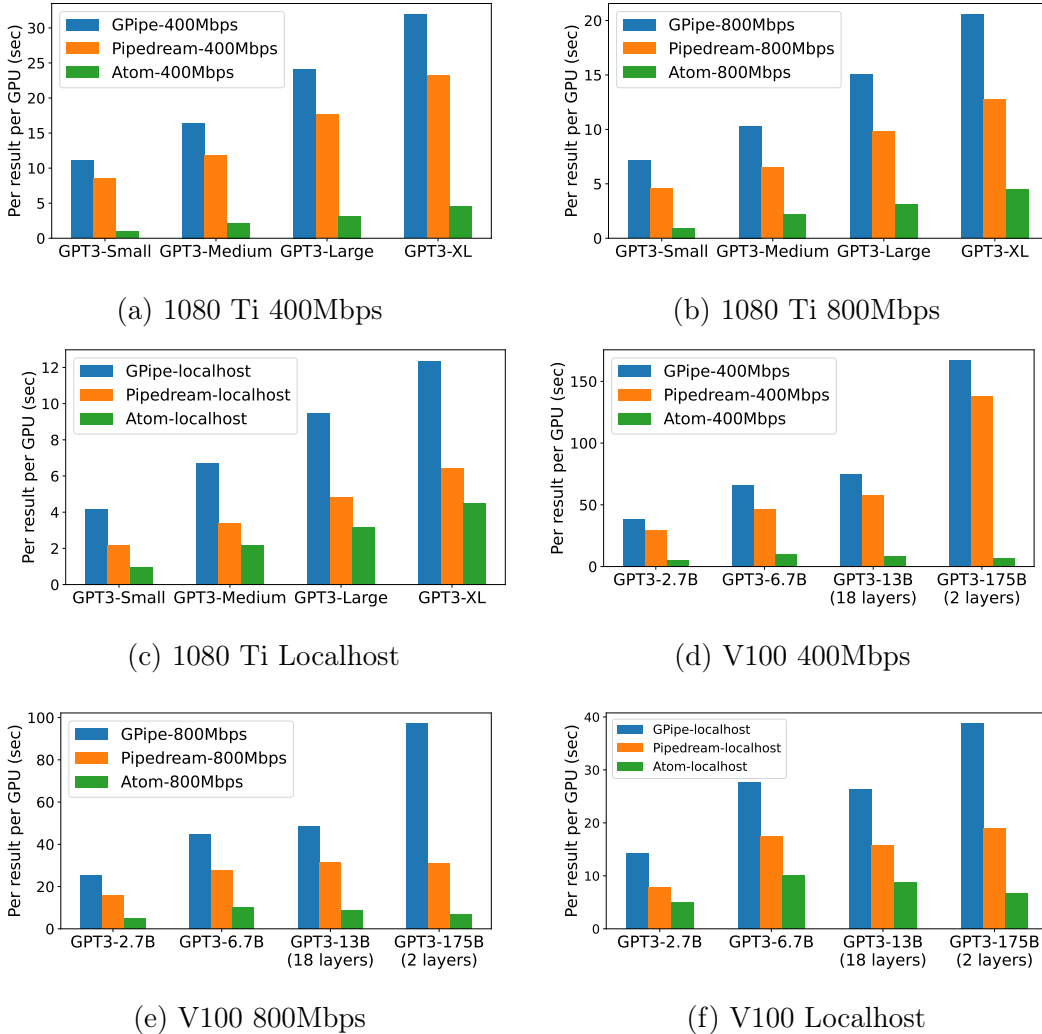 Per result per GPU (sec)
30
25
20
15
10
5
0
GPipe-400Mbps
Pipedream-400Mbps
Atom-400Mbps
GPT3-Small GPT3-Medium GPT3-Large GPT3-XL
(a) 1080 Ti 400Mbps
Per result per GPU (sec)
20
15
10
5
0
GPipe-800Mbps
Pipedream-800Mbps
Atom-800Mbps
GPT3-Small GPT3-Medium GPT3-Large GPT3-XL
(b) 1080 Ti 800Mbps
Per result per GPU (sec)
12
10
8
6
4
2
0
GPipe-localhost
Pipedream-localhost
Atom-localhost
GPT3-Small GPT3-Medium GPT3-Large GPT3-XL
(c) 1080 Ti Localhost
Per result per GPU (sec)
150
100
50
0
GPipe-400Mbps
Pipedream-400Mbps
Atom-400Mbps
GPT3-2.7B GPT3-6.7B GPT3-13B GPT3-175B
(18 layers) (2 layers)
(d) V100 400Mbps
Per result per GPU (sec)
100
80
60
40
20
0
GPipe-800Mbps
Pipedream-800Mbps
Atom-800Mbps
GPT3-2.7B GPT3-6.7B GPT3-13B GPT3-175B
(18 layers) (2 layers)
(e) V100 800Mbps
Per result per GPU (sec)
40
30
20
10
0
GPipe-localhost
Pipedream-localhost
Atom-localhost
GPT3-2.7B GPT3-6.7B GPT3-13B GPT3-175B
(18 layers) (2 layers)
(f) V100 Localhost